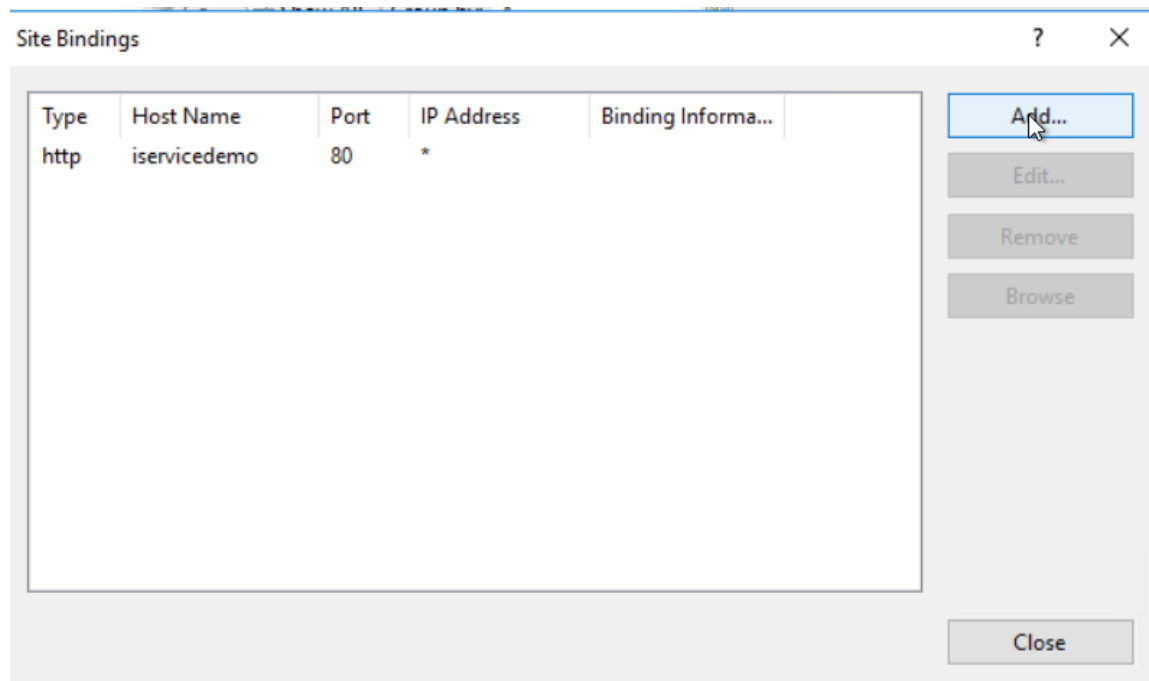 Site Bindings ? ×
Type Host Name Port IP Address Binding Informa... Add...
http iservicedemo 80 *
Edit...
Remove
Browse
Close